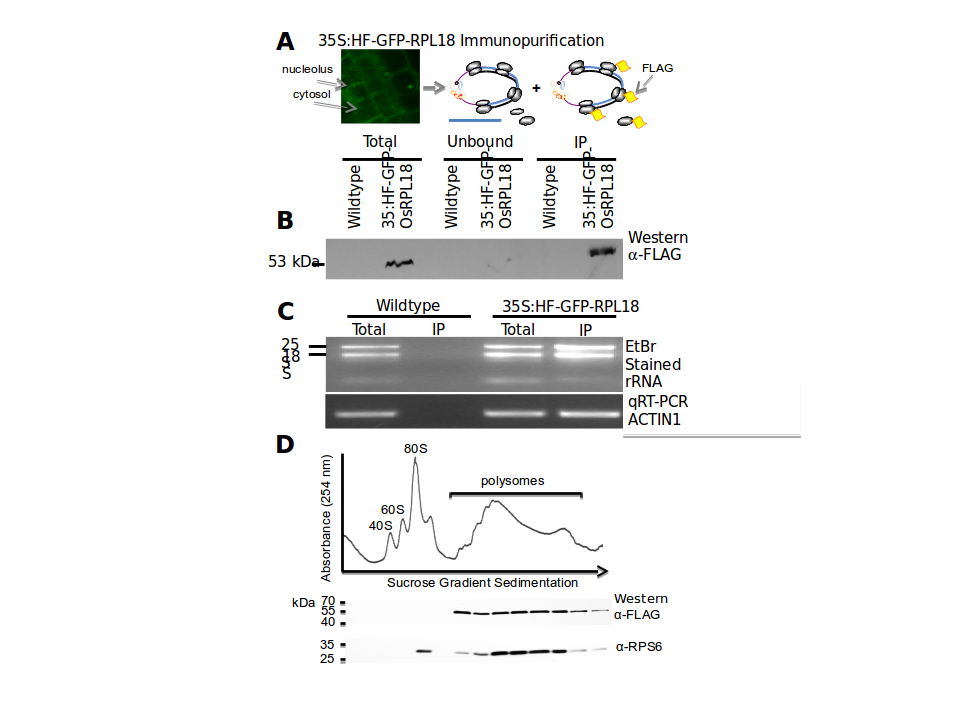 A
35S:HF-GFP-RPL18 Immunopurification
nucleolus
cytosol
FLAG
+
Total
Unbound
IP
Wildtype
35:HF-GFP-
OsRPL18
Wildtype
35:HF-GFP-
OsRPL18
Wildtype
35:HF-GFP-
OsRPL18
B
Western
α-FLAG
53 kDa
C
Wildtype
35S:HF-GFP-RPL18
Total
IP
Total
IP
25
18
S
EtBr
Stained
rRNA
qRT-PCR
ACTIN1
D
Absorbance (254 nm)
80S
60S
40S
polysomes
Sucrose Gradient Sedimentation
kDa
70
55
40
Western
α-FLAG
35
25
α-RPS6